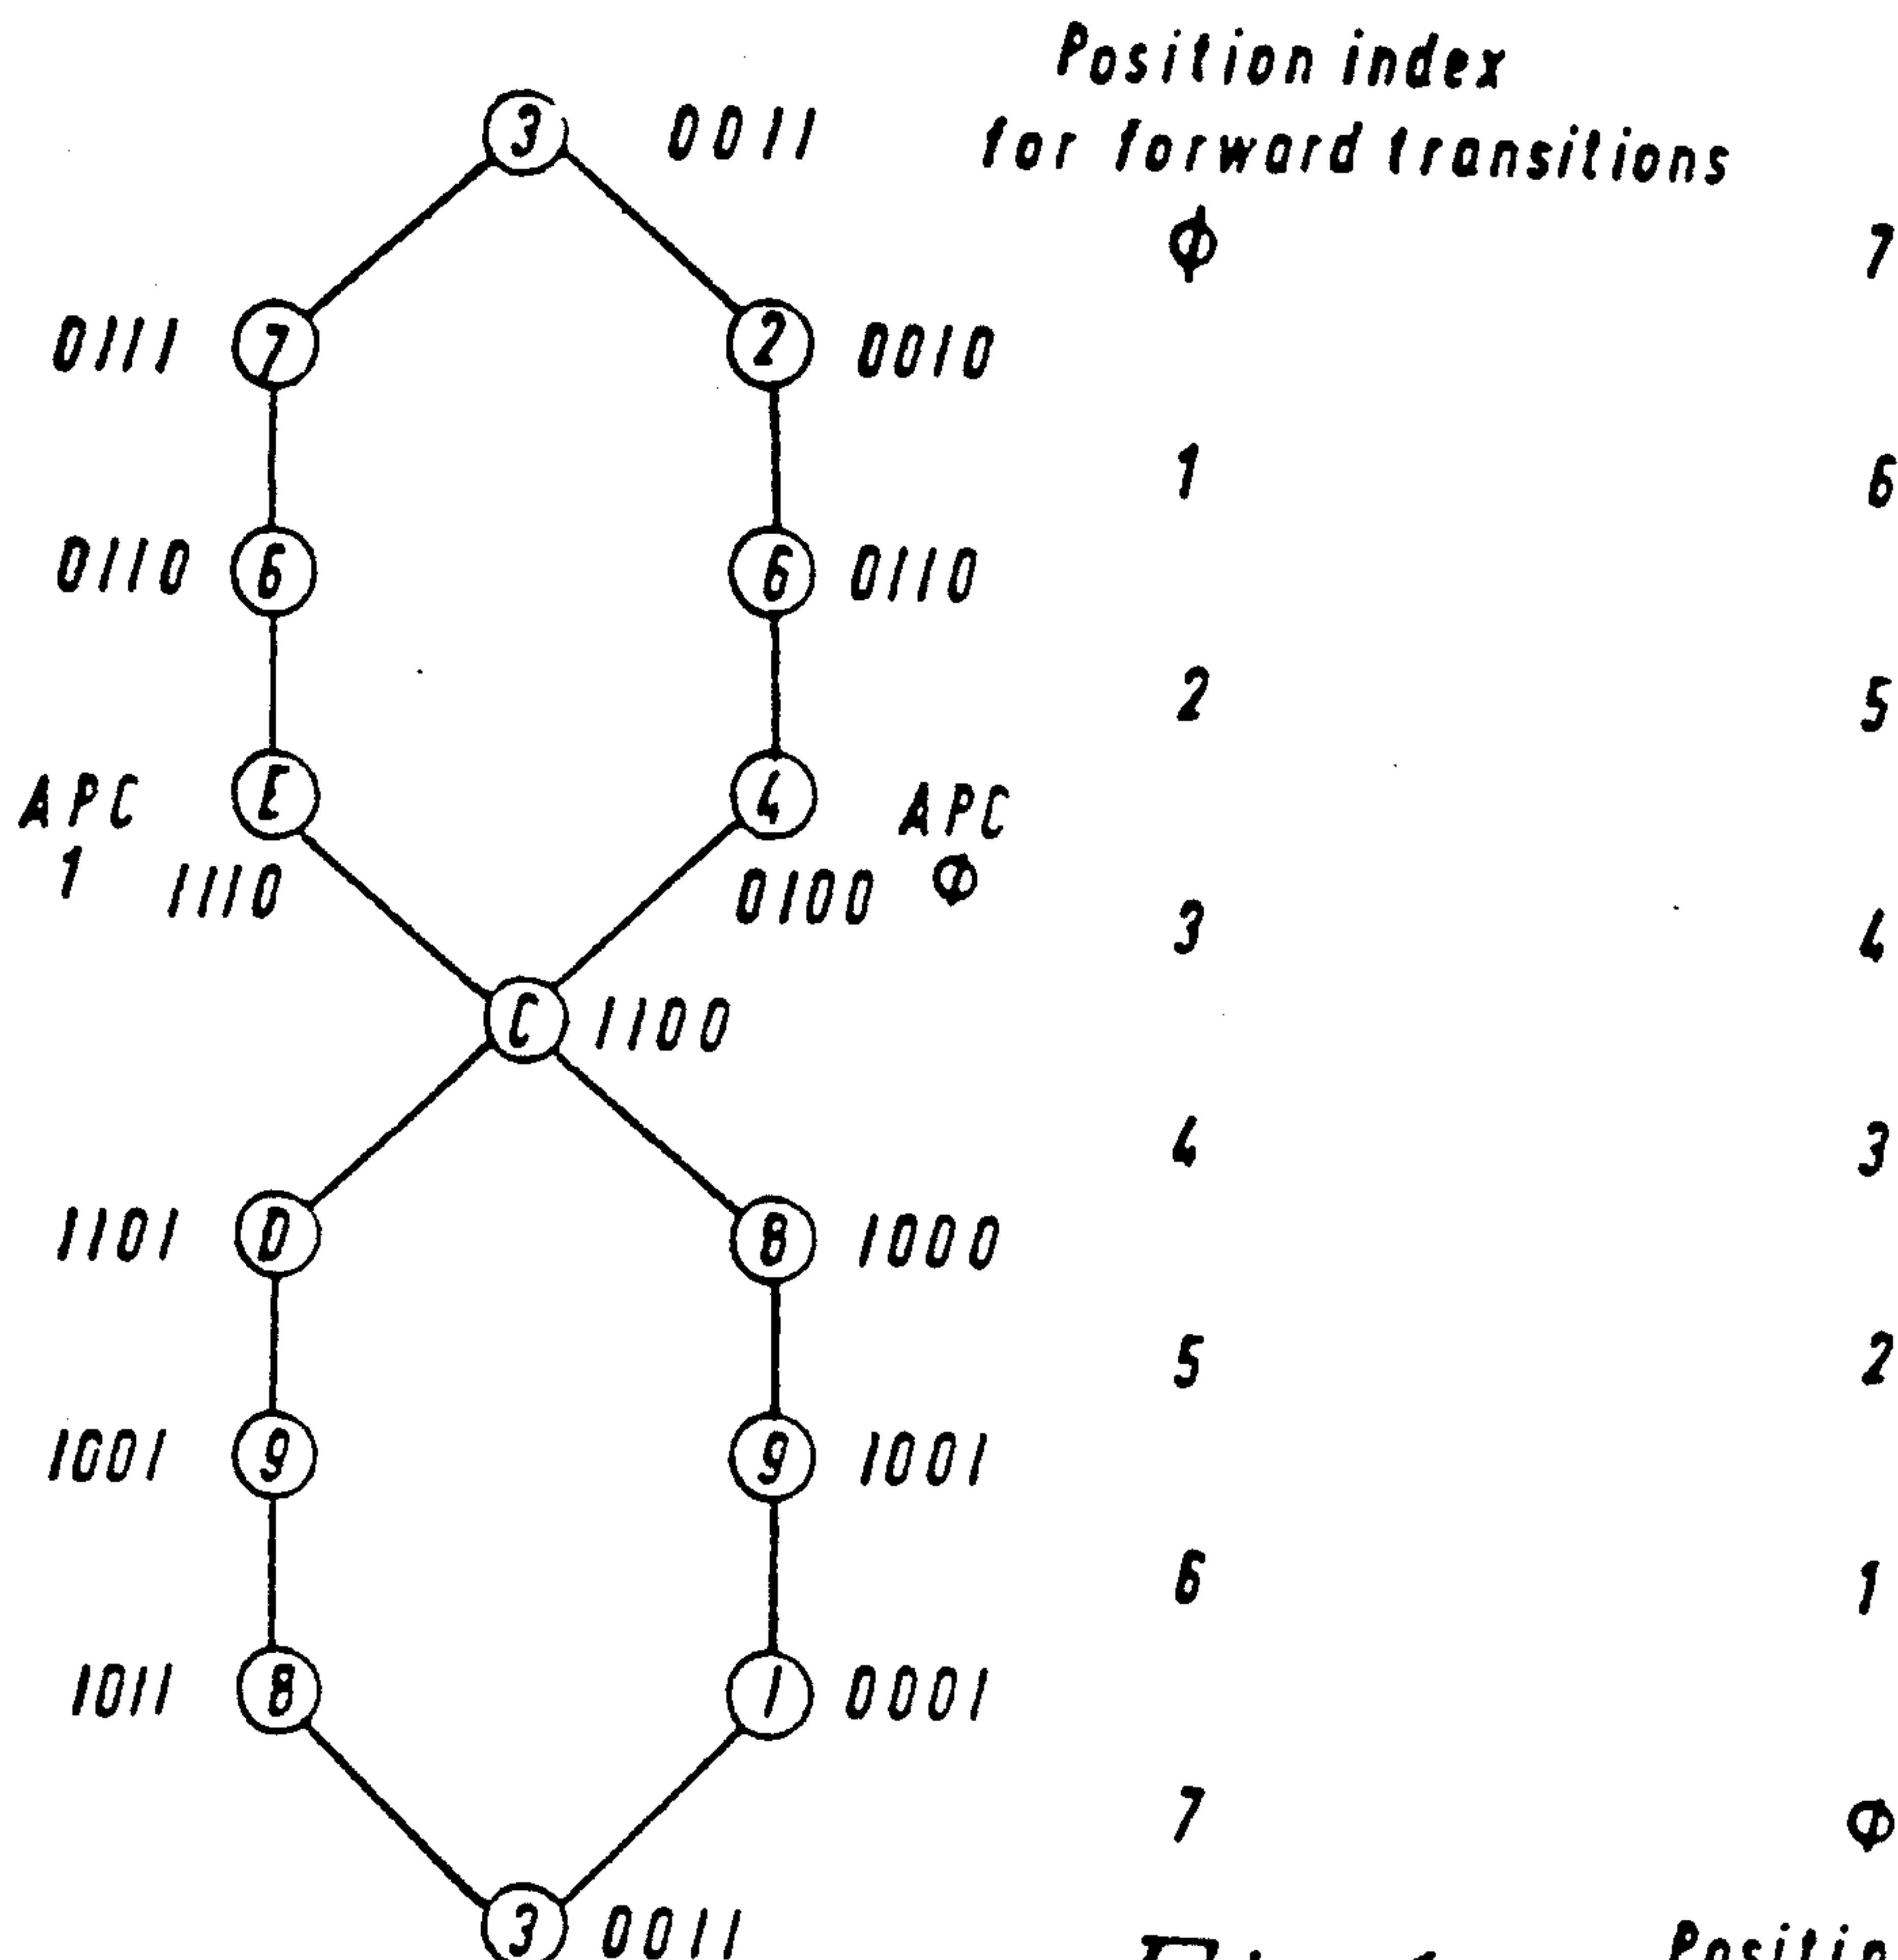 Position index
for forward transitions
3 0011
Φ 7
0111 7 2 0010
1 6
0110 6 6 0110
2 5
APC E 4 APC
1 1110 0100 Φ
3 4
C 1100
4 3
1101 D 8 1000
5 2
1001 9 9 1001
6 1
1011 8 1 0001
7 Φ
3 0011